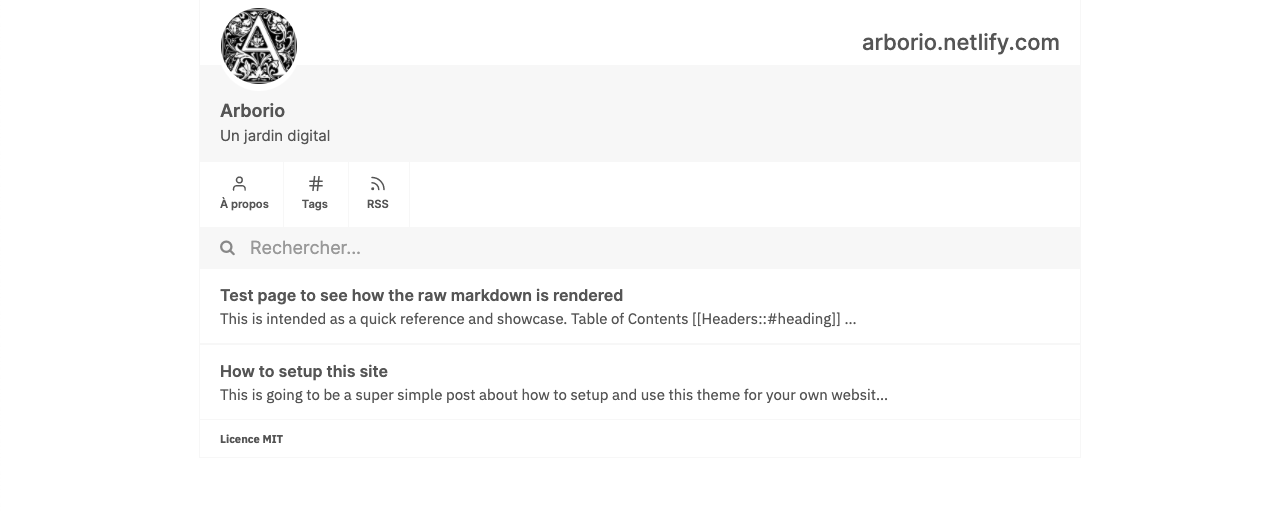 A
arborio.netlify.com
Arborio
Un jardin digital
À propos
Tags
RSS
Rechercher...
Test page to see how the raw markdown is rendered
This is intended as a quick reference and showcase. Table of Contents [[Headers::#heading]] ...
How to setup this site
This is going to be a super simple post about how to setup and use this theme for your own websit...
Licence MIT